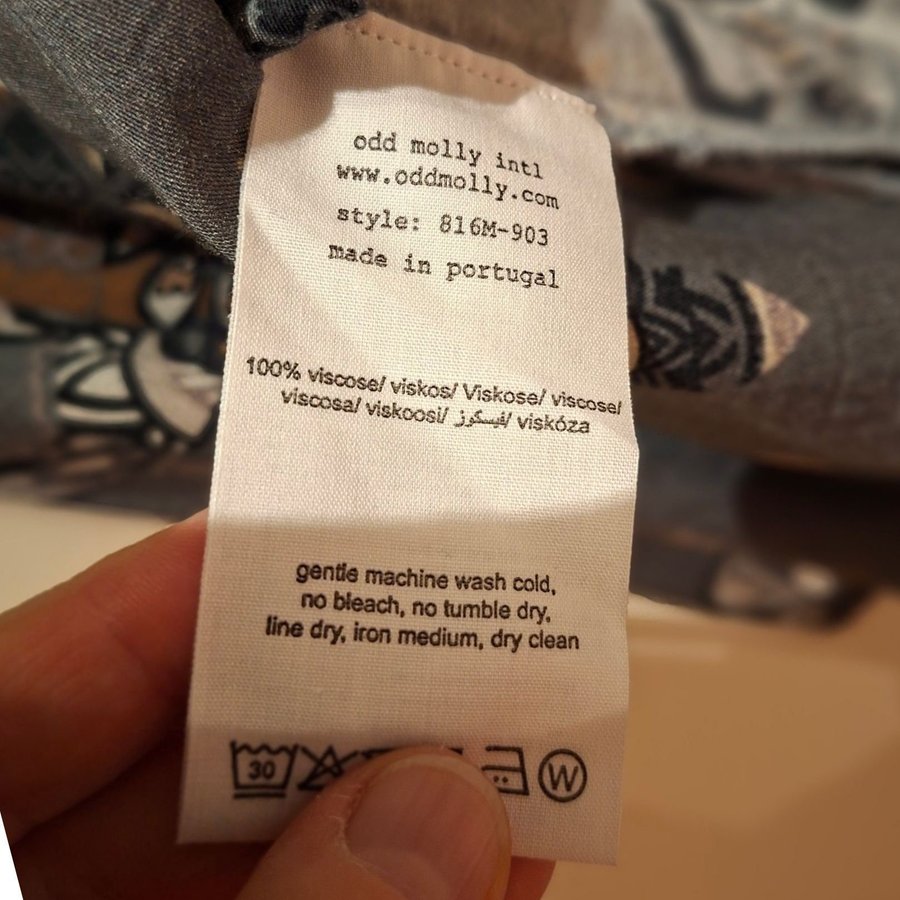 odd molly intl
www.oddmolly.com
style: 816M-903
made in portugal
100% viscose/ viskos/ Viskose/ viscose/
viscosa/ viskoosi/ فيسكوز/ viskóza
gentle machine wash cold,
no bleach, no tumble dry,
line dry, iron medium, dry clean
30 W